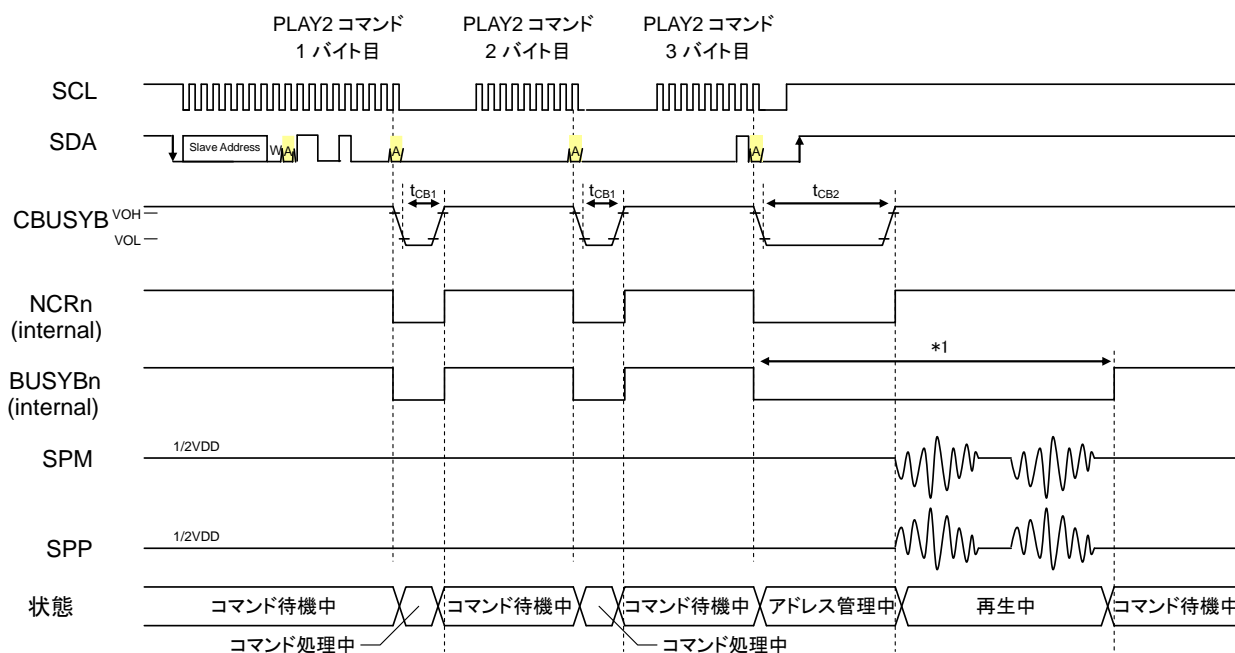 PLAY2 コマンド
1 バイト目
PLAY2 コマンド
2 バイト目
PLAY2 コマンド
3 バイト目
SCL
SDA
Slave Address
W
A
A
A
A
CBUSYB
VOH
VOL
tCB1
tCB1
tCB2
NCRn
(internal)
BUSYBn
(internal)
*1
SPM
1/2VDD
SPP
1/2VDD
状態
コマンド待機中
コマンド待機中
コマンド待機中
アドレス管理中
再生中
コマンド待機中
コマンド処理中
コマンド処理中